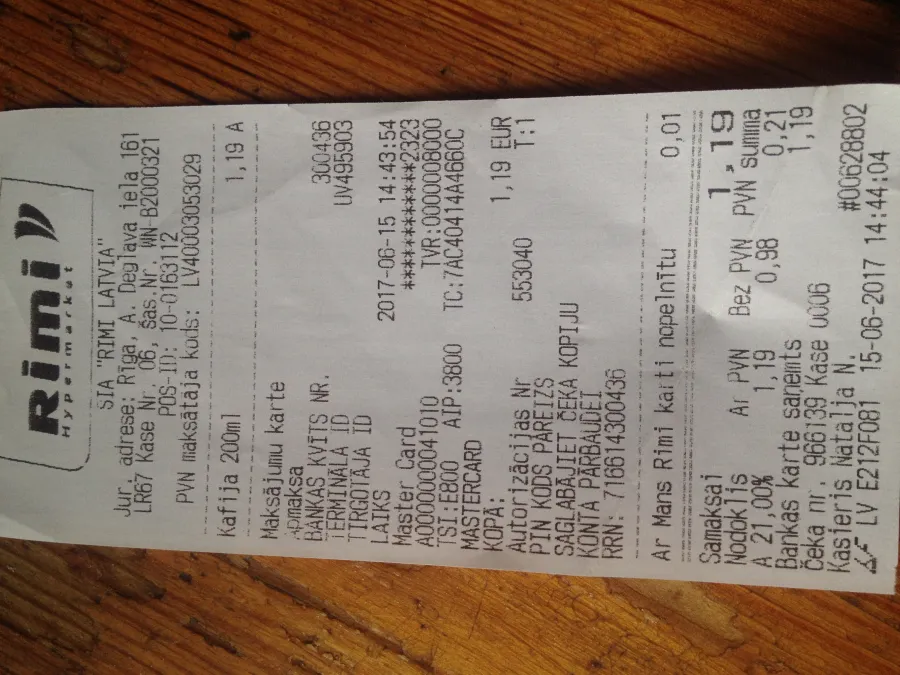 Rimi
Hypermarket
SIA "RIMI LATVIA"
Jur. adrese: Rīga, A. Deglava iela 161
LR67 Kase Nr. 06, Šas.Nr. WN-B2000321
POS-ID: 10-0163112
PVN maksātāja kods: LV40003053029
Kafija 200ml 1,19 A
Maksājumu karte
Apmaksa
BANKAS KVĪTS NR. 300436
TERMINĀLA ID UV495903
TIRGOTĀJA ID
LAIKS 2017-06-15 14:43:54
Master Card ************2323
A0000000041010 TVR:0000008000
TSI:E800 AIP:3800 TC:7AC40414A46660C
MASTERCARD
KOPĀ: 1,19 EUR
Autorizācijas Nr 553040 T:1
PIN KODS PAREIZS
SAGLABĀJIET ČEKA KOPIJU
KONTA PĀRBAUDEI
RRN: 716614300436
Ar Mans Rimi karti nopelnītu 0,01
Samaksai 1,19
Nodoklis Ar PVN Bez PVN PVN summa
A 21,00% 1,19 0,98 0,21
Bankas karte saņemts 1,19
Čeka nr. 966139 Kase 0006
Kasieris Natālja N. #00628802
LV E212F081 15-06-2017 14:44:04